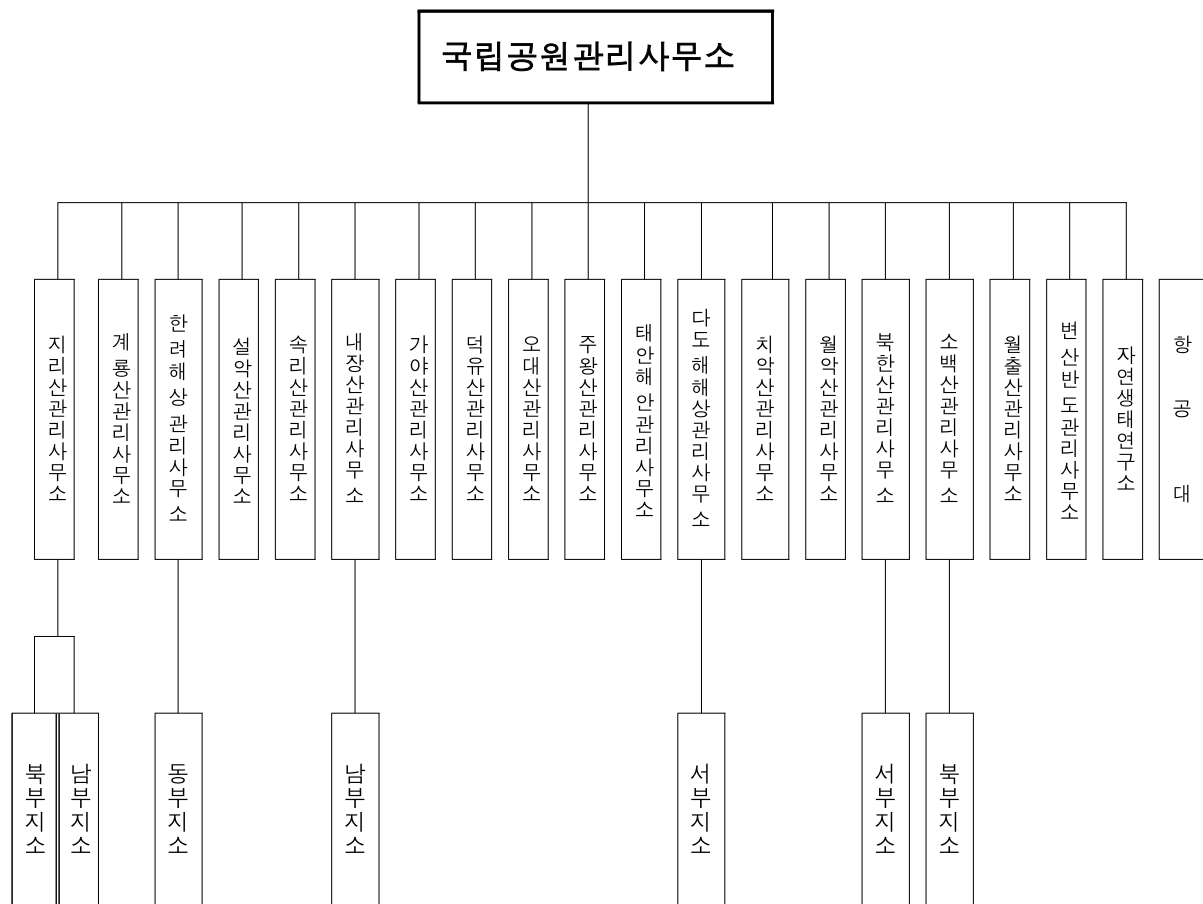 국립공원관리사무소
지리산관리사무소
계룡산관리사무소
한려해상관리사무소
설악산관리사무소
속리산관리사무소
내장산관리사무소
가야산관리사무소
덕유산관리사무소
오대산관리사무소
주왕산관리사무소
태안해안관리사무소
다도해해상관리사무소
치악산관리사무소
월악산관리사무소
북한산관리사무소
소백산관리사무소
월출산관리사무소
변산반도관리사무소
자연생태연구소
항공대
북부지소
남부지소
동부지소
남부지소
서부지소
서부지소
북부지소